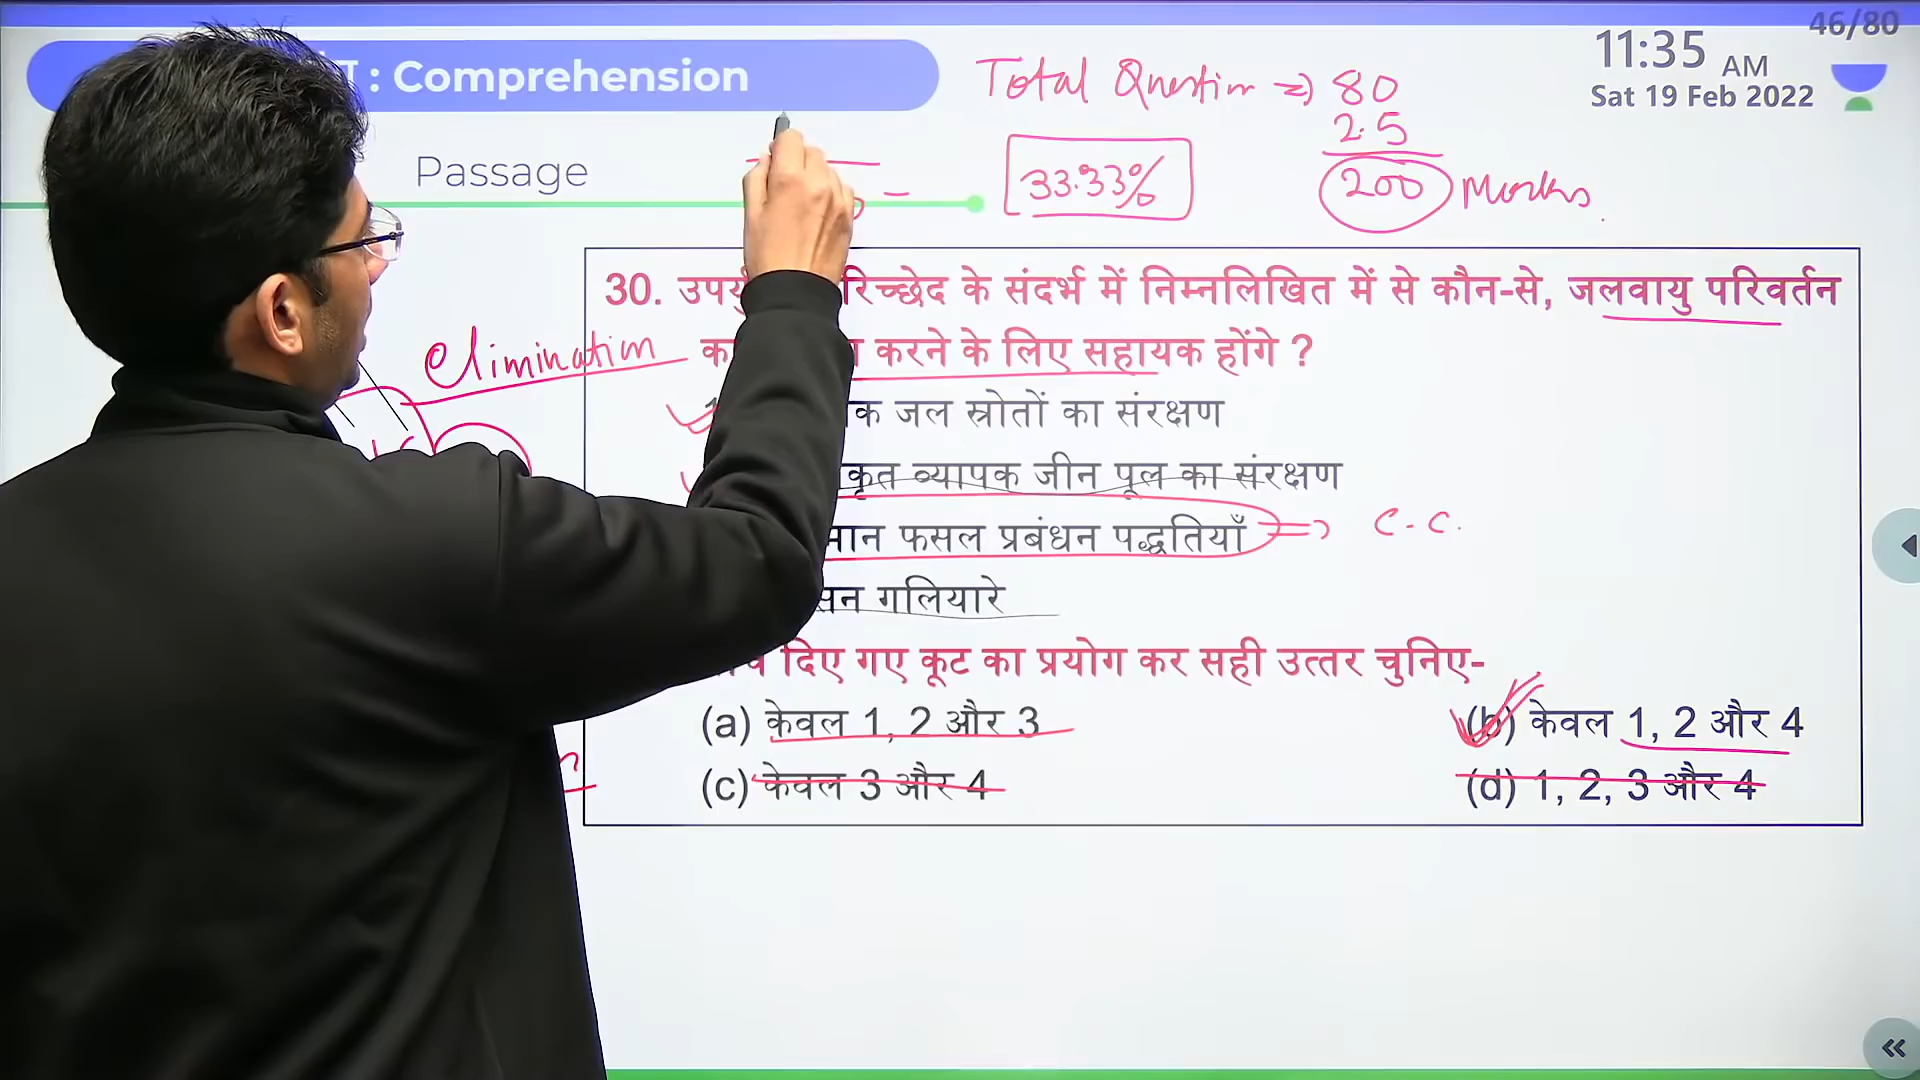 46/80
: Comprehension
Total Question => 80
2.5
200 Marks
33.33%
11:35 AM
Sat 19 Feb 2022
Passage
30. के संदर्भ में निम्नलिखित में से कौन-से, जलवायु परिवर्तन
करने के लिए सहायक होंगे ?
elimination
जल स्रोतों का संरक्षण
व्यापक जीन पूल का संरक्षण
फसल प्रबंधन पद्धतियाँ => C.C.
गलियारे
दिए गए कूट का प्रयोग कर सही उत्तर चुनिए-
(a) केवल 1, 2 और 3
(b) केवल 1, 2 और 4
(c) केवल 3 और 4
(d) 1, 2, 3 और 4